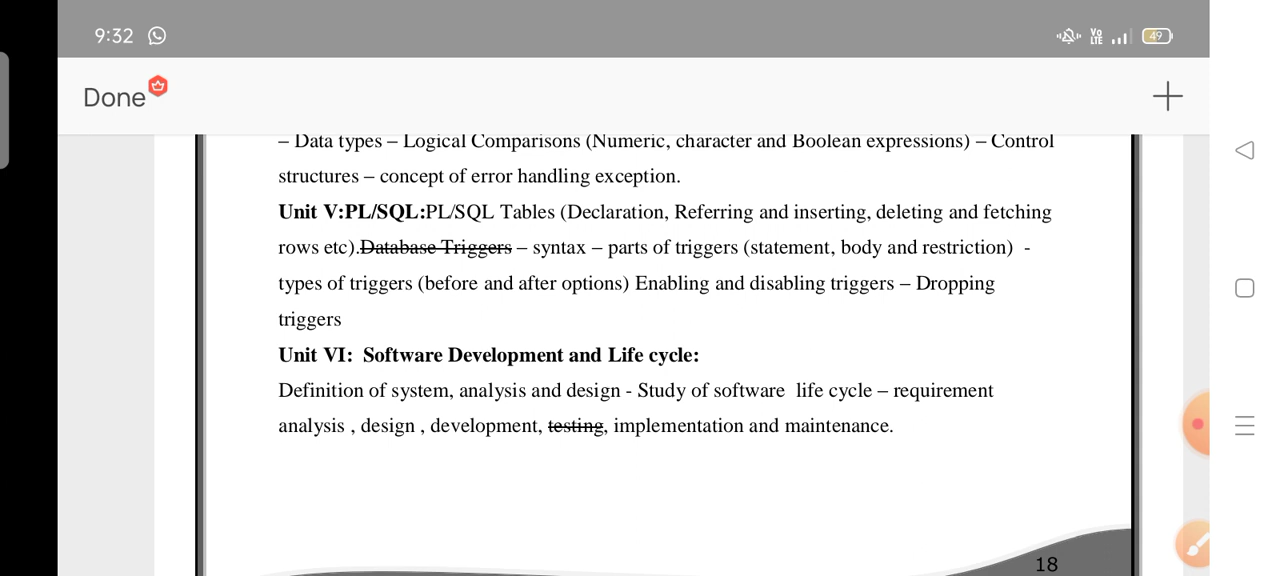 9:32
VoLTE 49
Done
– Data types – Logical Comparisons (Numeric, character and Boolean expressions) – Control
structures – concept of error handling exception.
Unit V:PL/SQL:PL/SQL Tables (Declaration, Referring and inserting, deleting and fetching
rows etc).Database Triggers – syntax – parts of triggers (statement, body and restriction) -
types of triggers (before and after options) Enabling and disabling triggers – Dropping
triggers
Unit VI: Software Development and Life cycle:
Definition of system, analysis and design - Study of software life cycle – requirement
analysis , design , development, testing, implementation and maintenance.
18